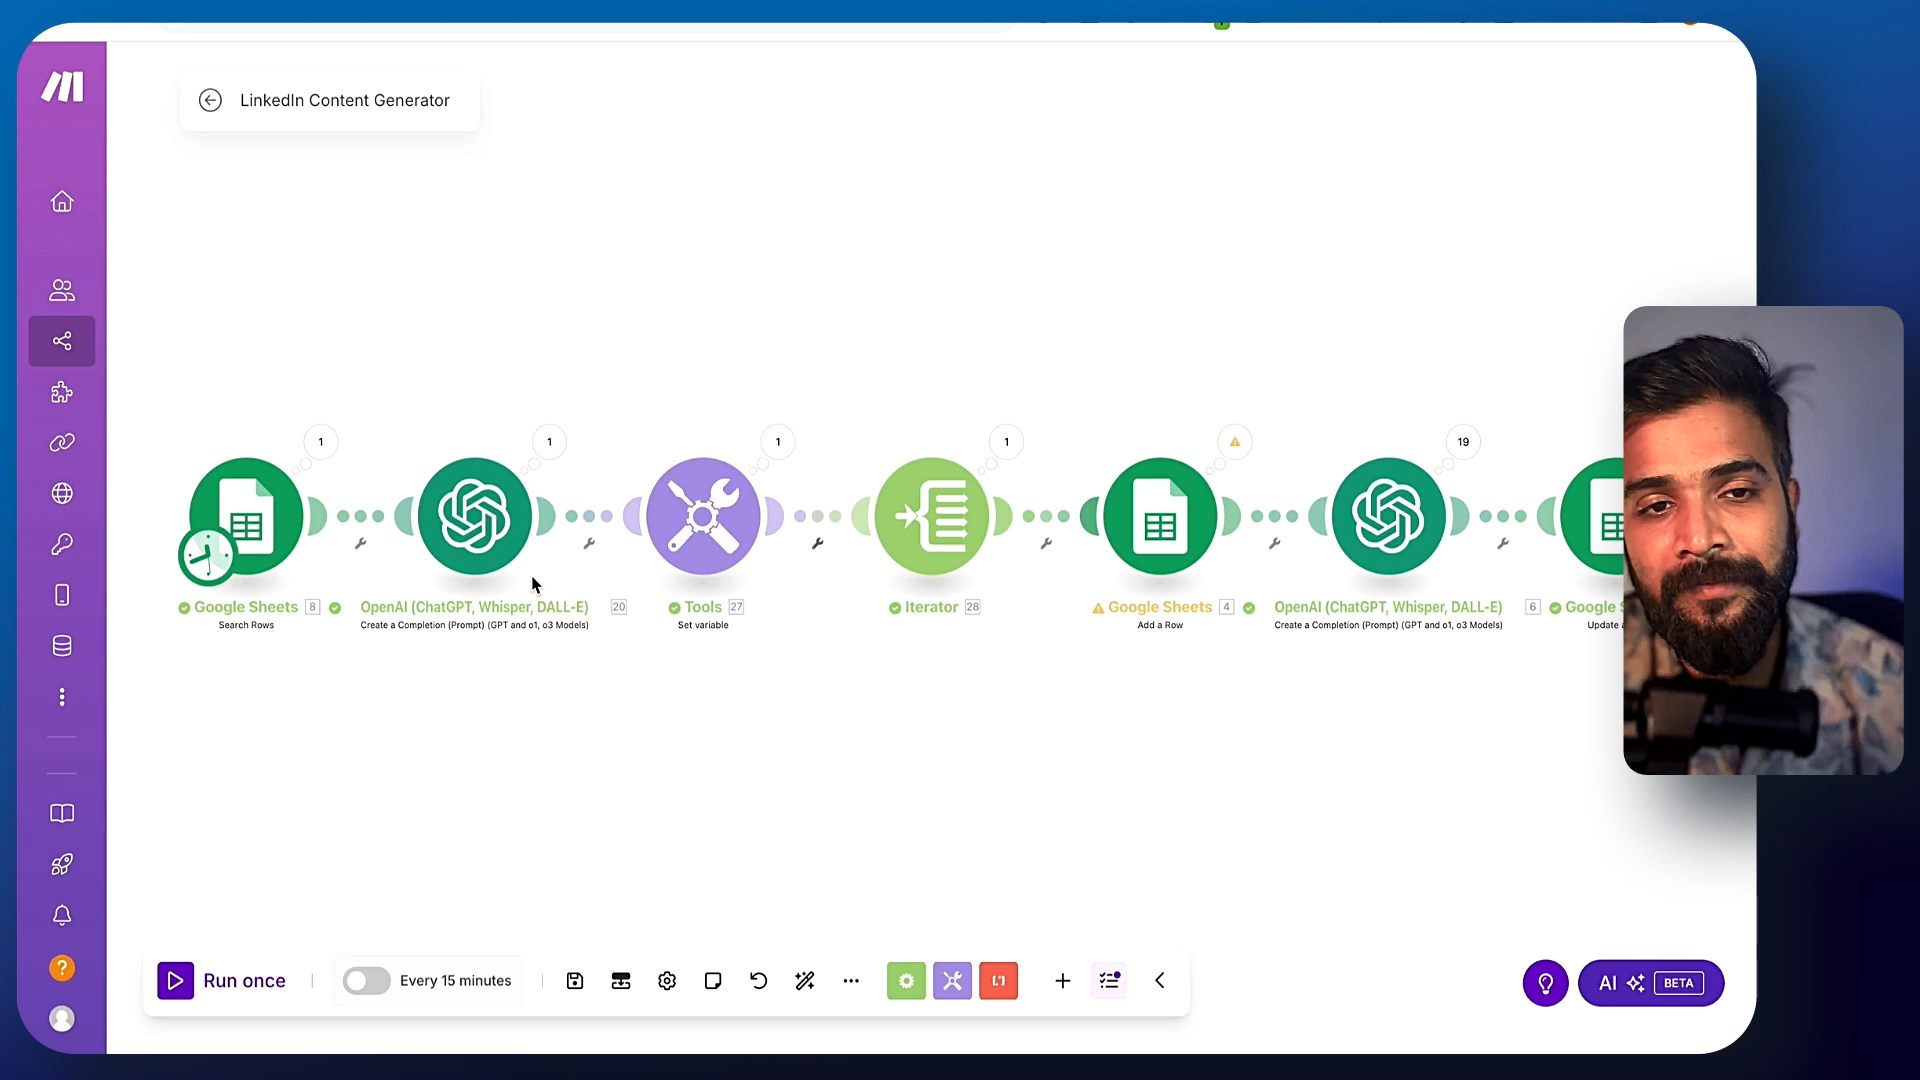 LinkedIn Content Generator
1
1
1
1
19
Google Sheets 8
Search Rows
OpenAI (ChatGPT, Whisper, DALL-E) 20
Create a Completion (Prompt) (GPT and o1, o3 Models)
Tools 27
Set variable
Iterator 28
Google Sheets 4
Add a Row
OpenAI (ChatGPT, Whisper, DALL-E) 6
Create a Completion (Prompt) (GPT and o1, o3 Models)
Google S
Update a
?
Run once
Every 15 minutes
AI BETA